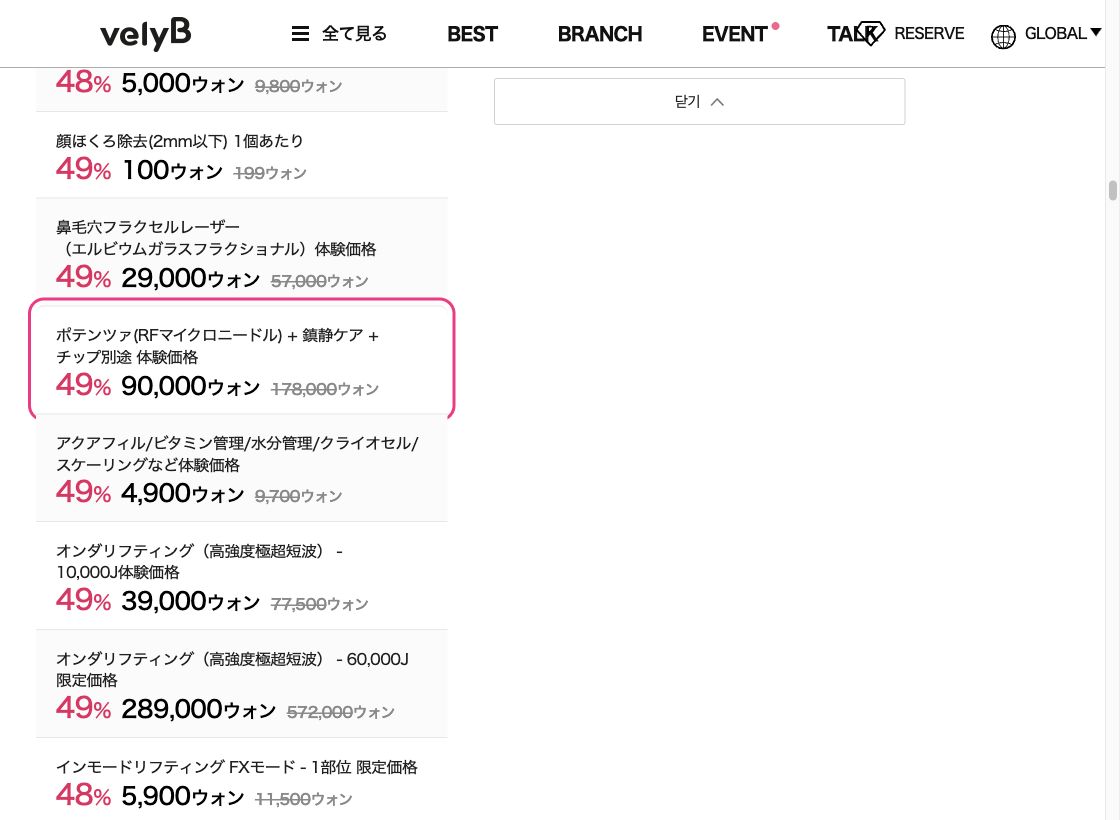 velyB
全て見る
BEST
BRANCH
EVENT
TALK
RESERVE
GLOBAL
48% 5,000ウォン 9,800ウォン
顔ほくろ除去(2mm以下) 1個あたり
49% 100ウォン 199ウォン
鼻毛穴フラクセルレーザー
（エルビウムガラスフラクショナル）体験価格
49% 29,000ウォン 57,000ウォン
ポテンツァ(RFマイクロニードル) + 鎮静ケア +
チップ別途 体験価格
49% 90,000ウォン 178,000ウォン
アクアフィル/ビタミン管理/水分管理/クライオセル/
スケーリングなど体験価格
49% 4,900ウォン 9,700ウォン
オンダリフティング（高強度極超短波） -
10,000J体験価格
49% 39,000ウォン 77,500ウォン
オンダリフティング（高強度極超短波） - 60,000J
限定価格
49% 289,000ウォン 572,000ウォン
インモードリフティング FXモード - 1部位 限定価格
48% 5,900ウォン 11,500ウォン
닫기